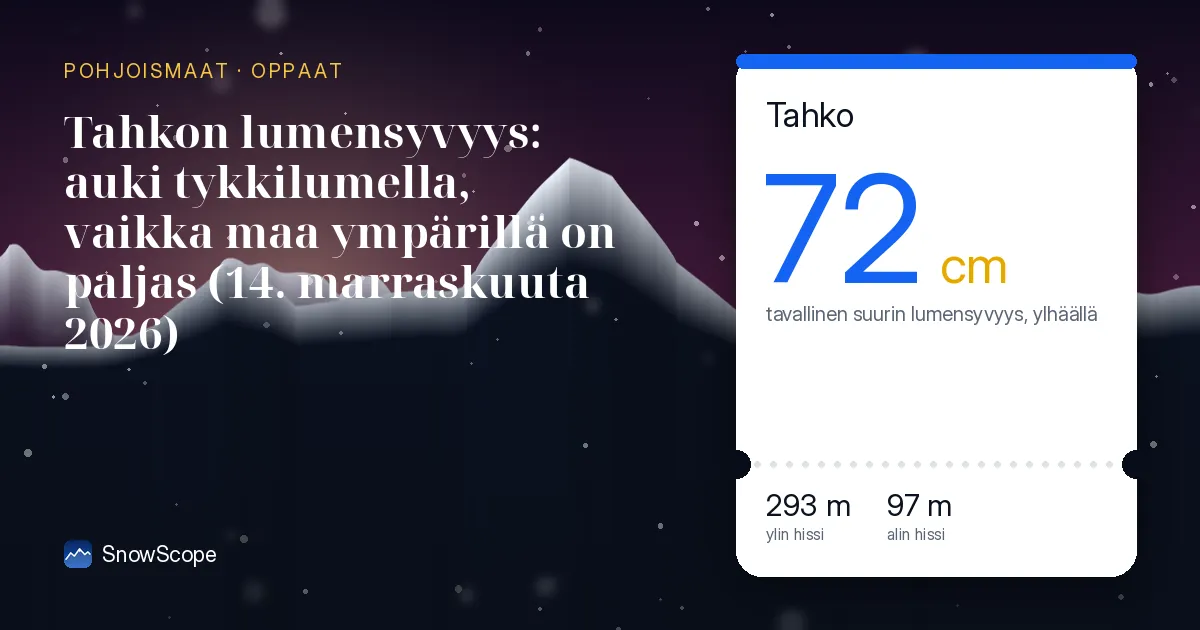 POHJOISMAAT · OPPAAT
Tahkon lumensyvyys:
auki tykkilumella,
vaikka maa ympärillä on
paljas (14. marraskuuta
2026)
SnowScope
Tahko
72 cm
tavallinen suurin lumensyvyys, ylhäällä
293 m 97 m
ylin hissi alin hissi